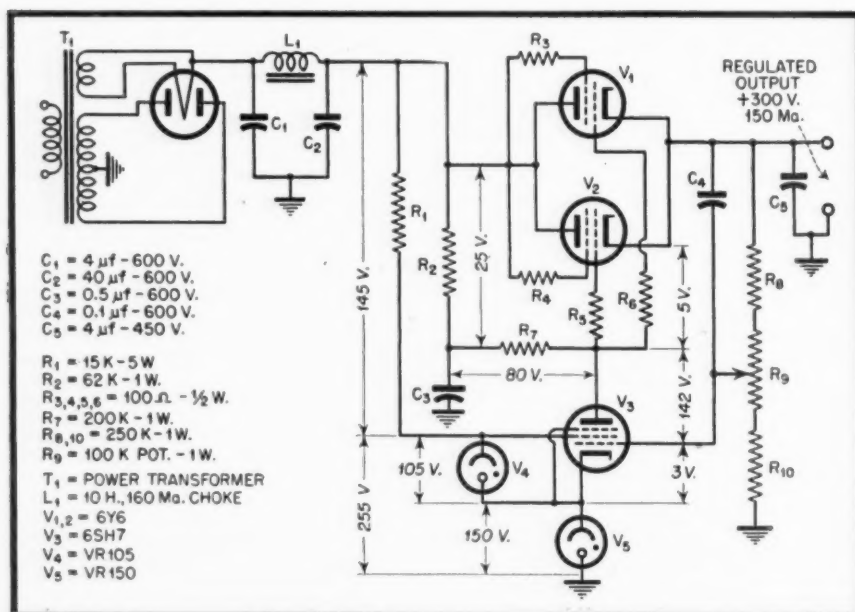 T₁
L₁
R₃
V₁
REGULATED
OUTPUT
+300 V.
150 Ma.
C₁
C₂
V₂
C₄
C₅
R₁
R₂
25 V.
R₄
R₅
R₆
5 V.
R₈
145 V.
R₇
C₃
80 V.
V₃
142 V.
R₉
105 V.
V₄
3 V.
R₁₀
255 V
150 V.
V₅
C₁ = 4 µf-600 V.
C₂ = 40 µf-600 V.
C₃ = 0.5 µf-600 V.
C₄ = 0.1 µf-600 V.
C₅ = 4 µf-450 V.
R₁ = 15 K-5 W
R₂ = 62 K-1 W.
R₃,₄,₅,₆ = 100 Ω - ½ W.
R₇ = 200 K-1 W.
R₈,₁₀ = 250 K-1 W.
R₉ = 100 K POT. -1 W.
T₁ = POWER TRANSFORMER
L₁ = 10 H., 160 Ma. CHOKE
V₁,₂ = 6Y6
V₃ = 6SH7
V₄ = VR105
V₅ = VR150